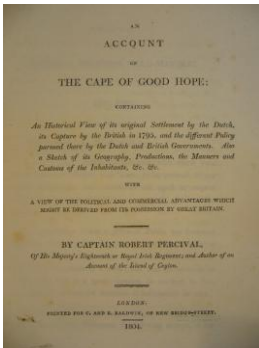 AN
ACCOUNT
OF
THE CAPE OF GOOD HOPE;
CONTAINING
An Historical View of its original Settlement by the Dutch,
its Capture by the British in 1795, and the different Policy
pursued there by the Dutch and British Governments. Also
a Sketch of its Geography, Productions, the Manners and
Customs of the Inhabitants, &c. &c.
WITH
A VIEW OF THE POLITICAL AND COMMERCIAL ADVANTAGES WHICH
MIGHT BE DERIVED FROM ITS POSSESSION BY GREAT BRITAIN.
BY CAPTAIN ROBERT PERCIVAL,
Of His Majesty's Eighteenth or Royal Irish Regiment; and Author of an
Account of the Island of Ceylon.
LONDON:
PRINTED FOR C. AND R. BALDWIN, OF NEW BRIDGE-STREET.
1804.